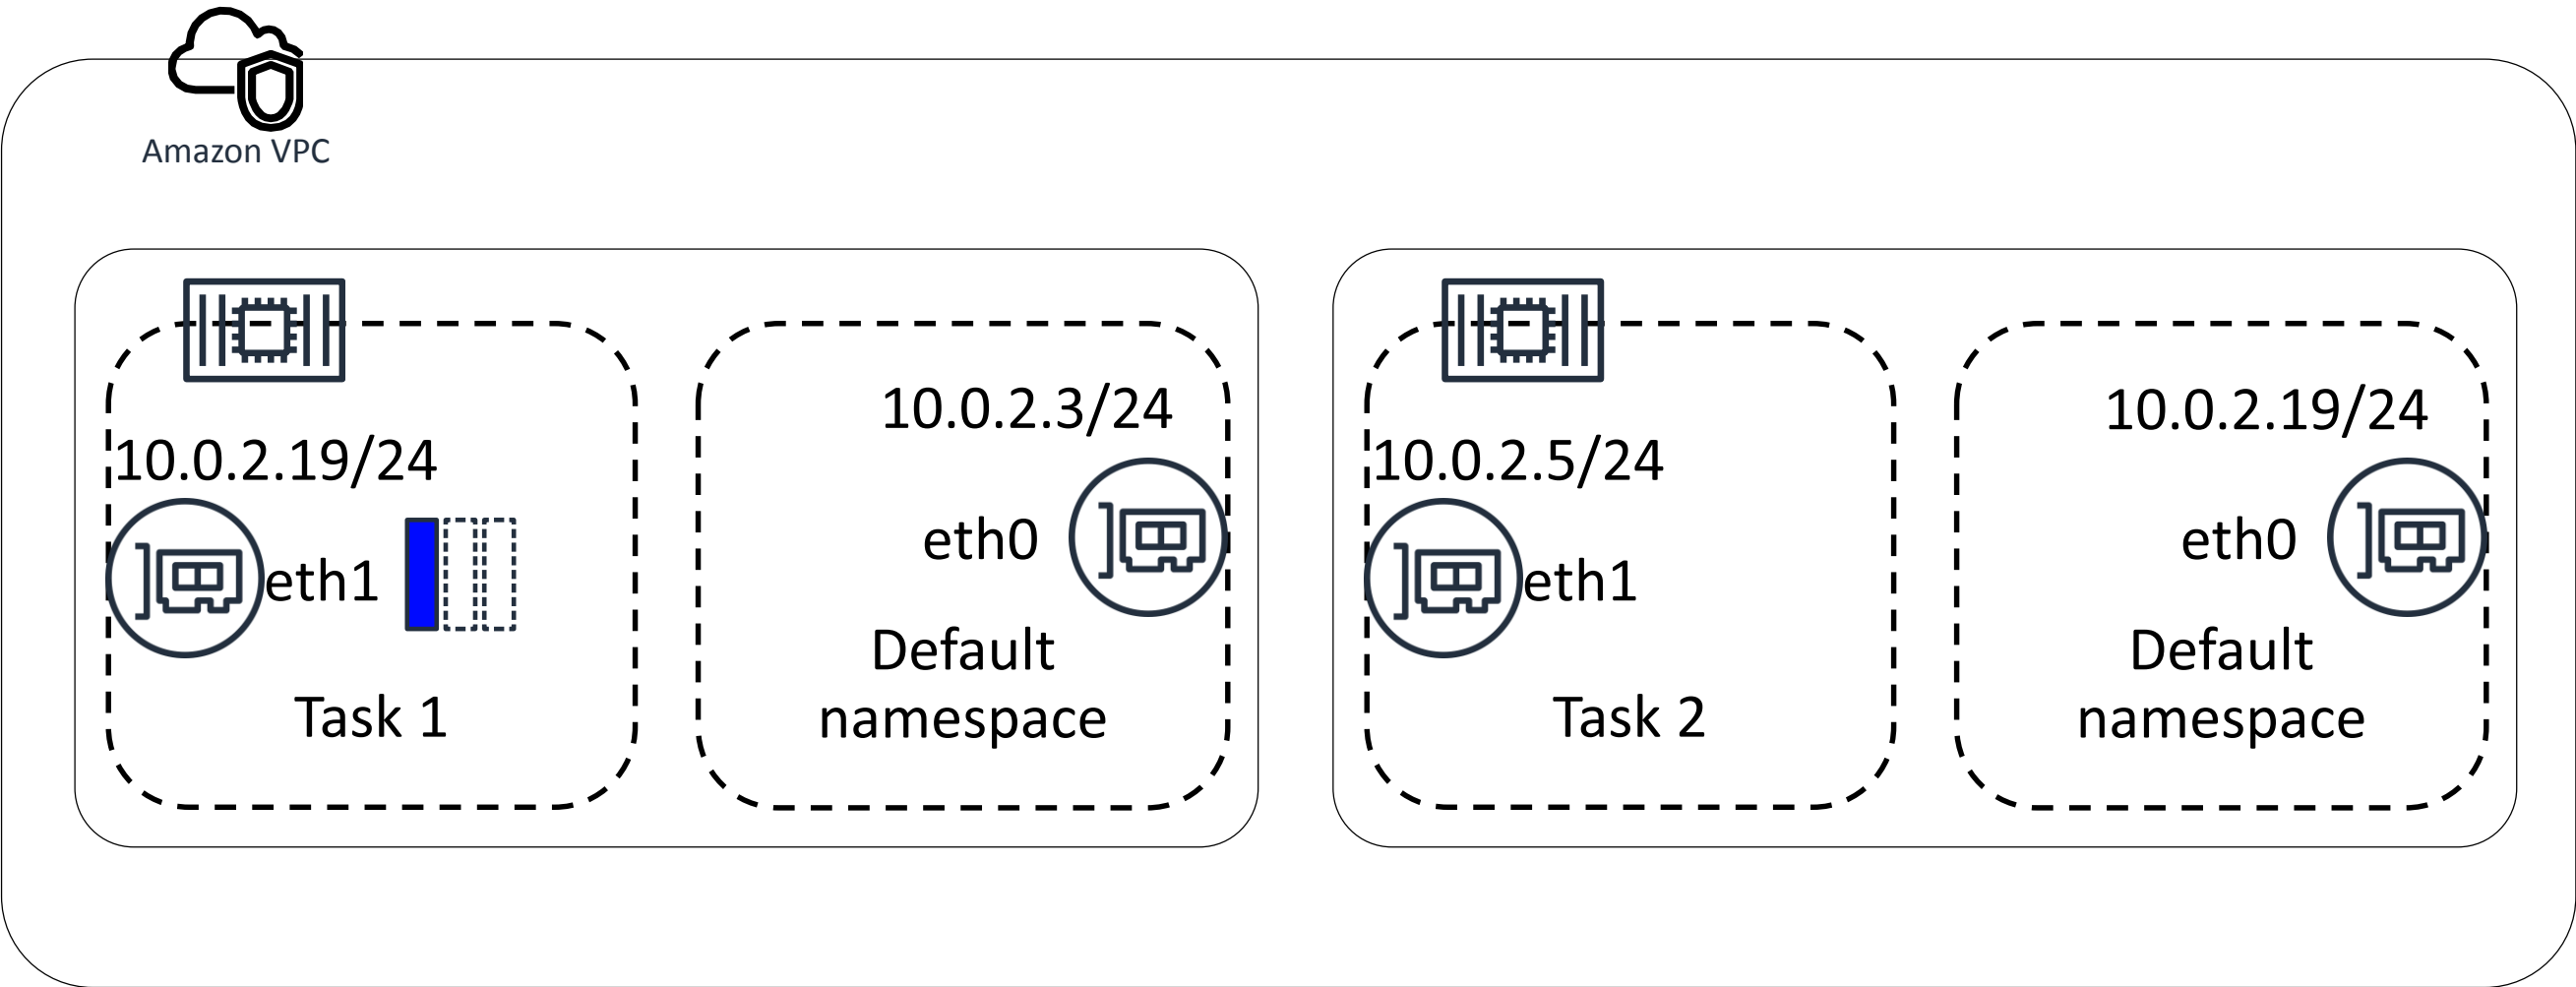 Amazon VPC
10.0.2.19/24
eth1
Task 1
10.0.2.3/24
eth0
Default
namespace
10.0.2.5/24
eth1
Task 2
10.0.2.19/24
eth0
Default
namespace